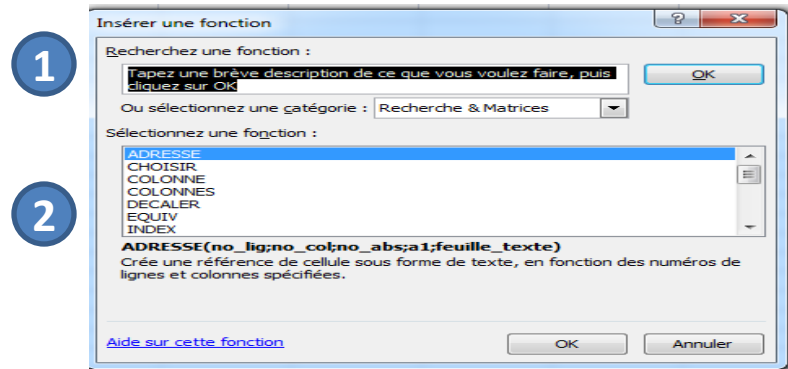 Insérer une fonction
1
Recherchez une fonction :
Tapez une brève description de ce que vous voulez faire, puis
cliquez sur OK
OK
Ou sélectionnez une catégorie : Recherche & Matrices
Sélectionnez une fonction :
2
ADRESSE
CHOISIR
COLONNE
COLONNES
DECALER
EQUIV
INDEX
ADRESSE(no_lig;no_col;no_abs;a1;feuille_texte)
Crée une référence de cellule sous forme de texte, en fonction des numéros de
lignes et colonnes spécifiées.
Aide sur cette fonction
OK
Annuler